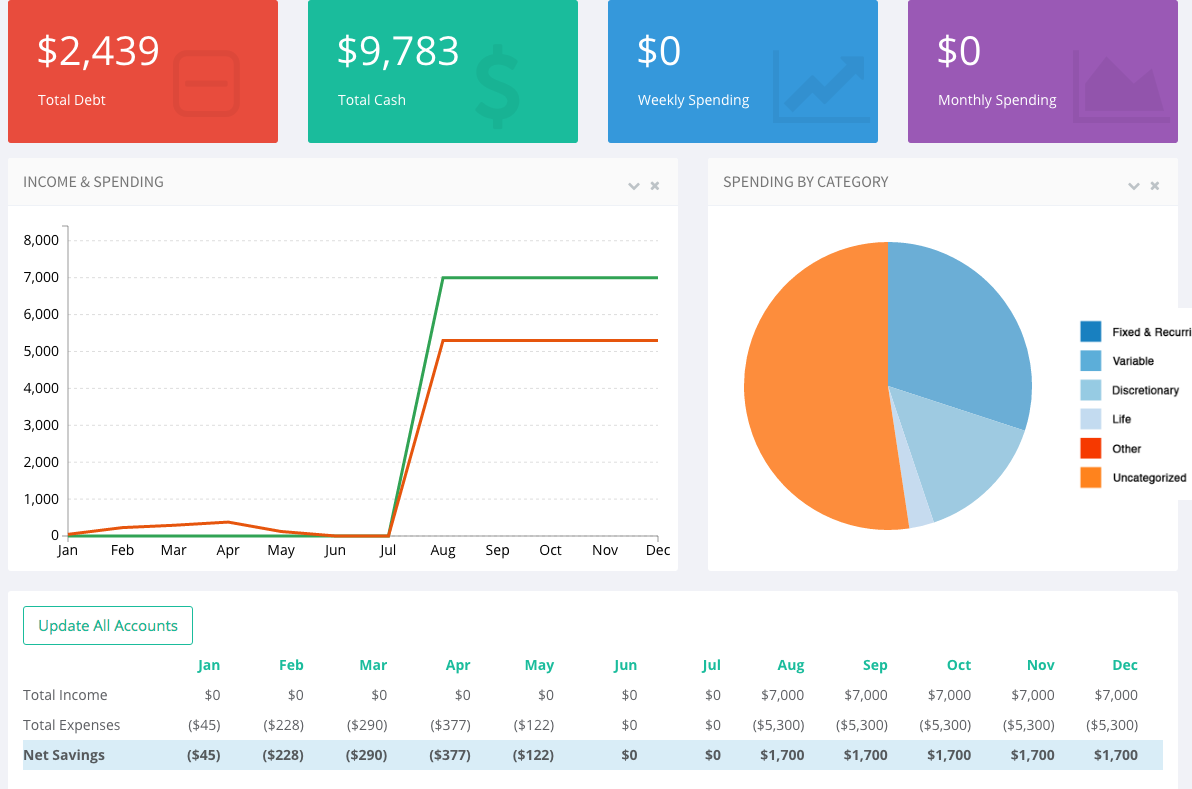 $2,439
Total Debt
$9,783
Total Cash
$0
Weekly Spending
$0
Monthly Spending
INCOME & SPENDING
8,000
7,000
6,000
5,000
4,000
3,000
2,000
1,000
0
Jan Feb Mar Apr May Jun Jul Aug Sep Oct Nov Dec
SPENDING BY CATEGORY
Fixed & Recurri
Variable
Discretionary
Life
Other
Uncategorized
Update All Accounts
Jan Feb Mar Apr May Jun Jul Aug Sep Oct Nov Dec
Total Income $0 $0 $0 $0 $0 $0 $0 $7,000 $7,000 $7,000 $7,000 $7,000
Total Expenses ($45) ($228) ($290) ($377) ($122) $0 $0 ($5,300) ($5,300) ($5,300) ($5,300) ($5,300)
Net Savings ($45) ($228) ($290) ($377) ($122) $0 $0 $1,700 $1,700 $1,700 $1,700 $1,700